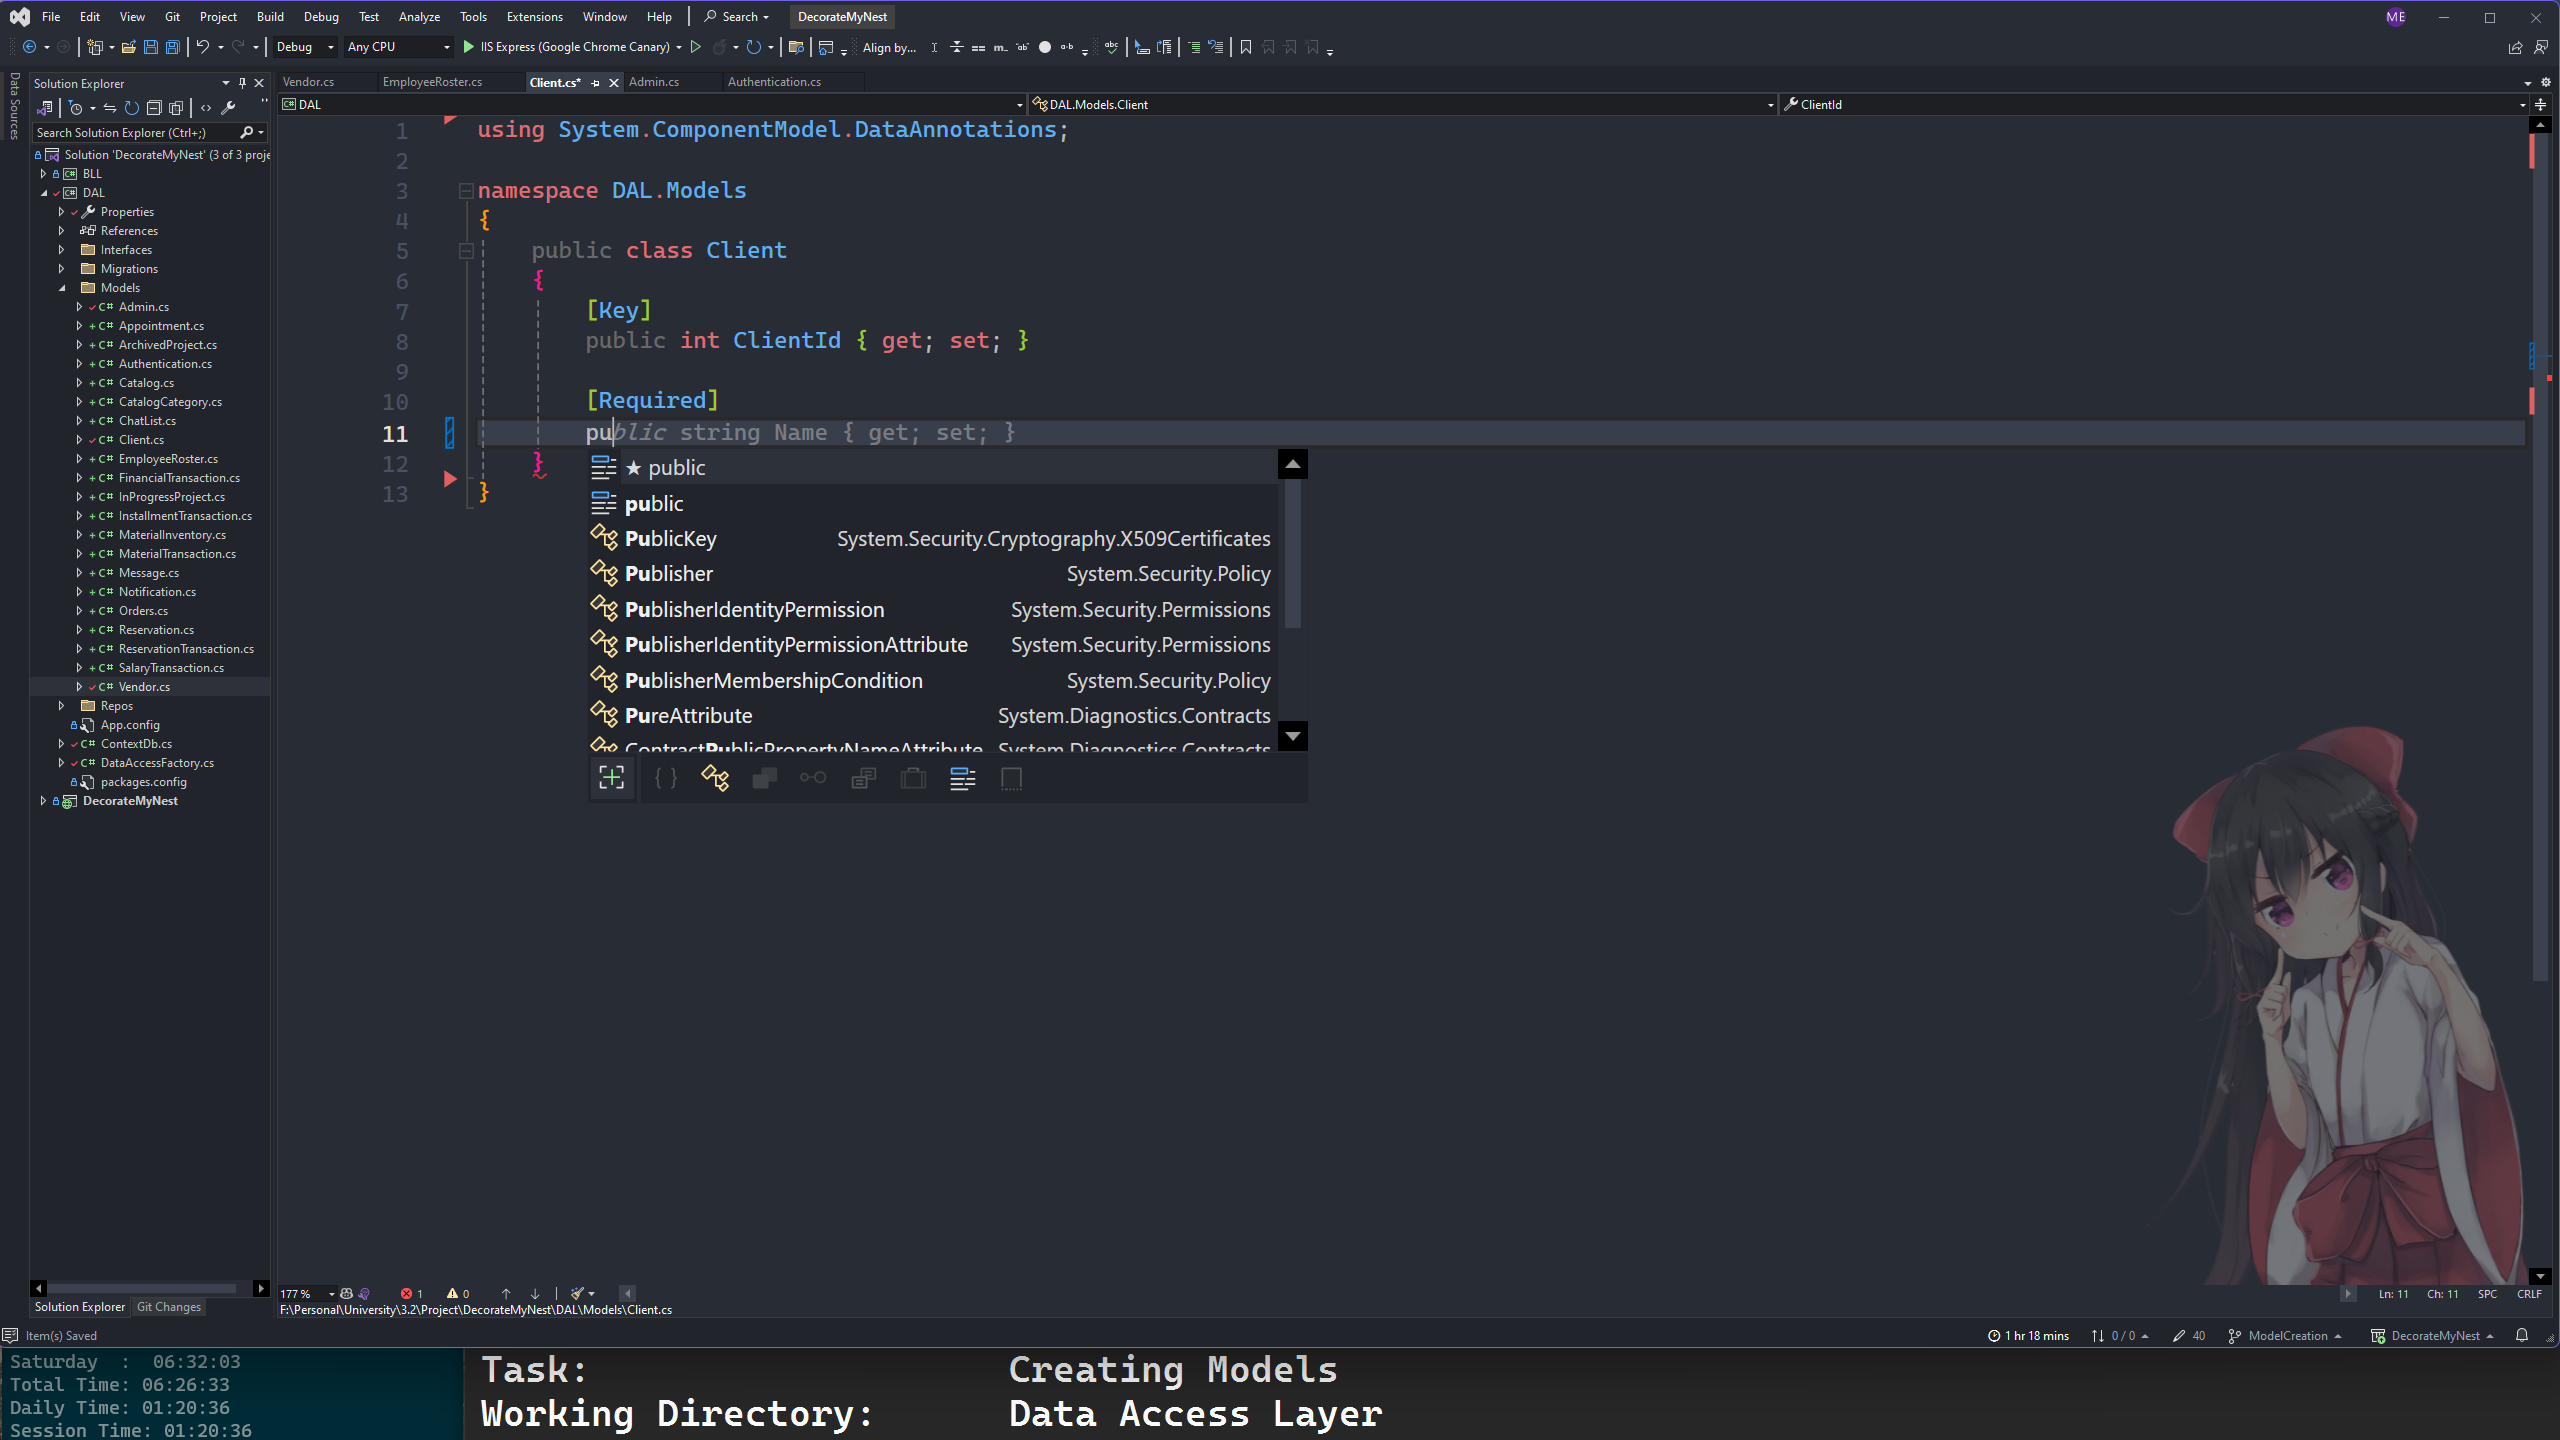 File Edit View Git Project Build Debug Test Analyze Tools Extensions Window Help Search DecorateMyNest ME
Debug Any CPU IIS Express (Google Chrome Canary) Align by...
Data Sources
Solution Explorer
Search Solution Explorer (Ctrl+;)
Solution 'DecorateMyNest' (3 of 3 proje
BLL
DAL
Properties
References
Interfaces
Migrations
Models
C# Admin.cs
C# Appointment.cs
C# ArchivedProject.cs
C# Authentication.cs
C# Catalog.cs
C# CatalogCategory.cs
C# ChatList.cs
C# Client.cs
C# EmployeeRoster.cs
C# FinancialTransaction.cs
C# InProgressProject.cs
C# InstallmentTransaction.cs
C# MaterialInventory.cs
C# MaterialTransaction.cs
C# Message.cs
C# Notification.cs
C# Orders.cs
C# Reservation.cs
C# ReservationTransaction.cs
C# SalaryTransaction.cs
C# Vendor.cs
Repos
App.config
C# ContextDb.cs
C# DataAccessFactory.cs
packages.config
DecorateMyNest
Solution Explorer Git Changes
Vendor.cs EmployeeRoster.cs Client.cs* Admin.cs Authentication.cs
DAL DAL.Models.Client ClientId
1 using System.ComponentModel.DataAnnotations;
2
3 namespace DAL.Models
4 {
5 public class Client
6 {
7 [Key]
8 public int ClientId { get; set; }
9
10 [Required]
11 public string Name { get; set; }
12 }
13 }
★ public
public
PublicKey System.Security.Cryptography.X509Certificates
Publisher System.Security.Policy
PublisherIdentityPermission System.Security.Permissions
PublisherIdentityPermissionAttribute System.Security.Permissions
PublisherMembershipCondition System.Security.Policy
PureAttribute System.Diagnostics.Contracts
ContractPublicPropertyNameAttribute System.Diagnostics.Contracts
177 % 1 0 Ln: 11 Ch: 11 SPC CRLF
F:\Personal\University\3.2\Project\DecorateMyNest\DAL\Models\Client.cs
Item(s) Saved 1 hr 18 mins 0 / 0 40 ModelCreation DecorateMyNest
Saturday : 06:32:03
Total Time: 06:26:33
Daily Time: 01:20:36
Session Time: 01:20:36
Task: Creating Models
Working Directory: Data Access Layer